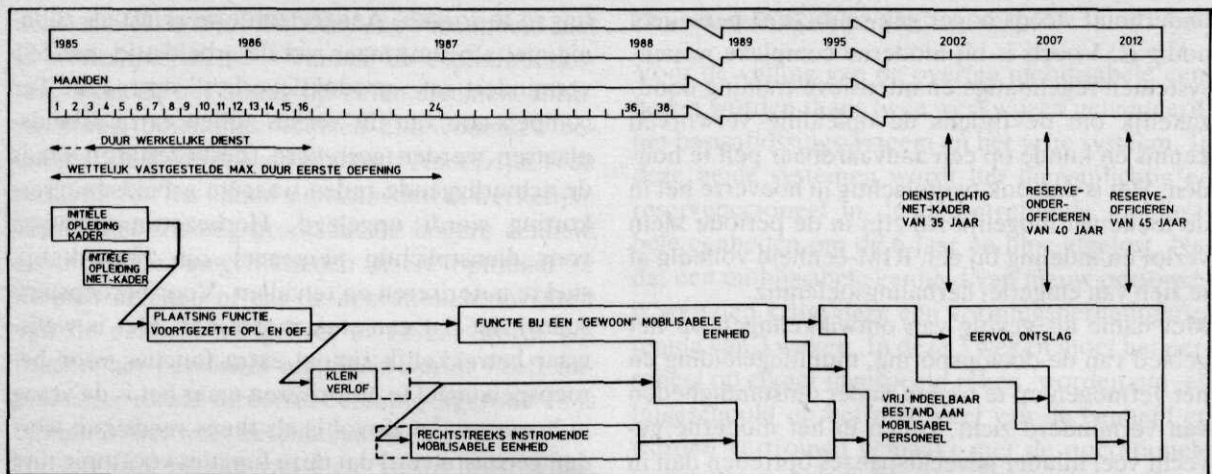 1985 1986 1987 1988 1989 1995 2002 2007 2012
MAANDEN
1 2 3 4 5 6 7 8 9 10 11 12 13 14 15 16 24 36 38
DUUR WERKELIJKE DIENST
WETTELIJK VASTGESTELDE MAX. DUUR EERSTE OEFENING
INITIËLE
OPLEIDING
KADER
INITIËLE
OPLEIDING
NIET-KADER
PLAATSING FUNCTIE
VOORTGEZETTE OPL EN OEF.
KLEIN
VERLOF
FUNCTIE BIJ EEN "GEWOON" MOBILISABELE
EENHEID
RECHTSTREEKS INSTROMENDE
MOBILISABELE EENHEID
DIENSTPLICHTIG
NIET-KADER
VAN 35 JAAR
RESERVE-
ONDER-
OFFICIEREN
VAN 40 JAAR
RESERVE-
OFFICIEREN
VAN 45 JAAR
EERVOL ONTSLAG
VRIJ INDEELBAAR
BESTAND AAN
MOBILISABEL
PERSONEEL